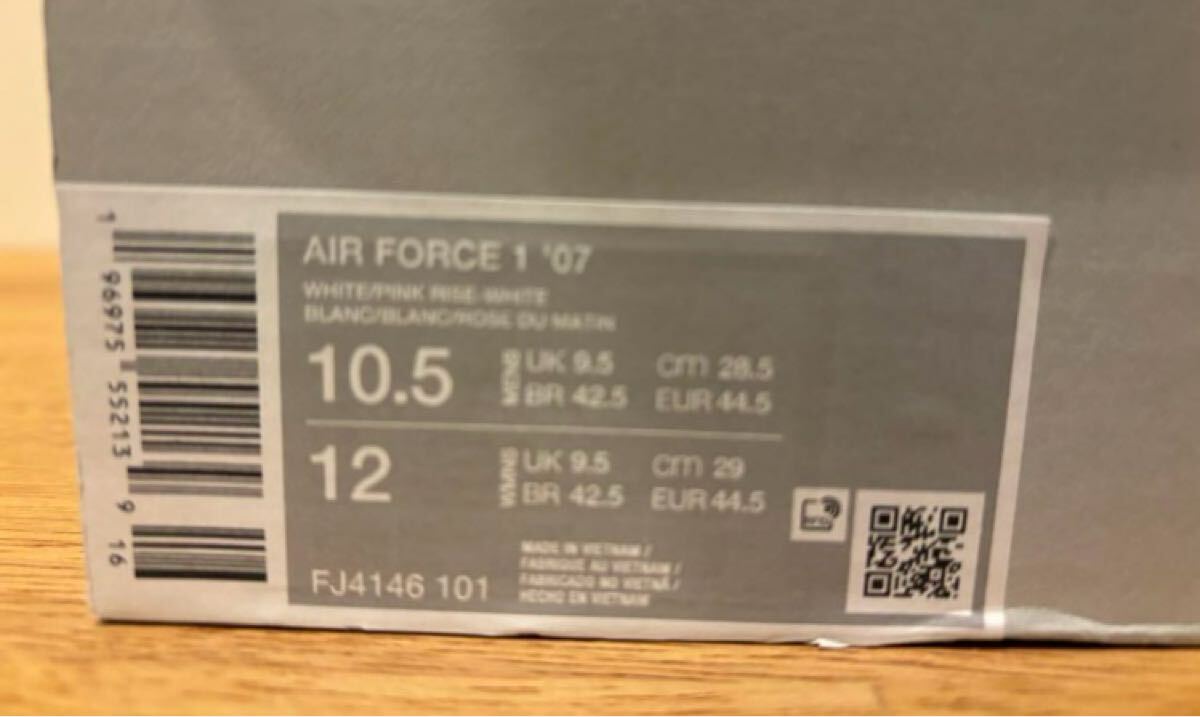 AIR FORCE 1 '07
WHITE/PINK RISE-WHITE
BLANC/BLANC/ROSE DU MATIN
10.5 MENS UK 9.5 cm 28.5
BR 42.5 EUR 44.5
12 WMNS UK 9.5 cm 29
BR 42.5 EUR 44.5
FJ4146 101
MADE IN VIETNAM /
FABRIQUE AU VIETNAM /
FABRICADO NO VIETNÃ /
HECHO EN VIETNAM
RFID
1 96975 55213 9 16